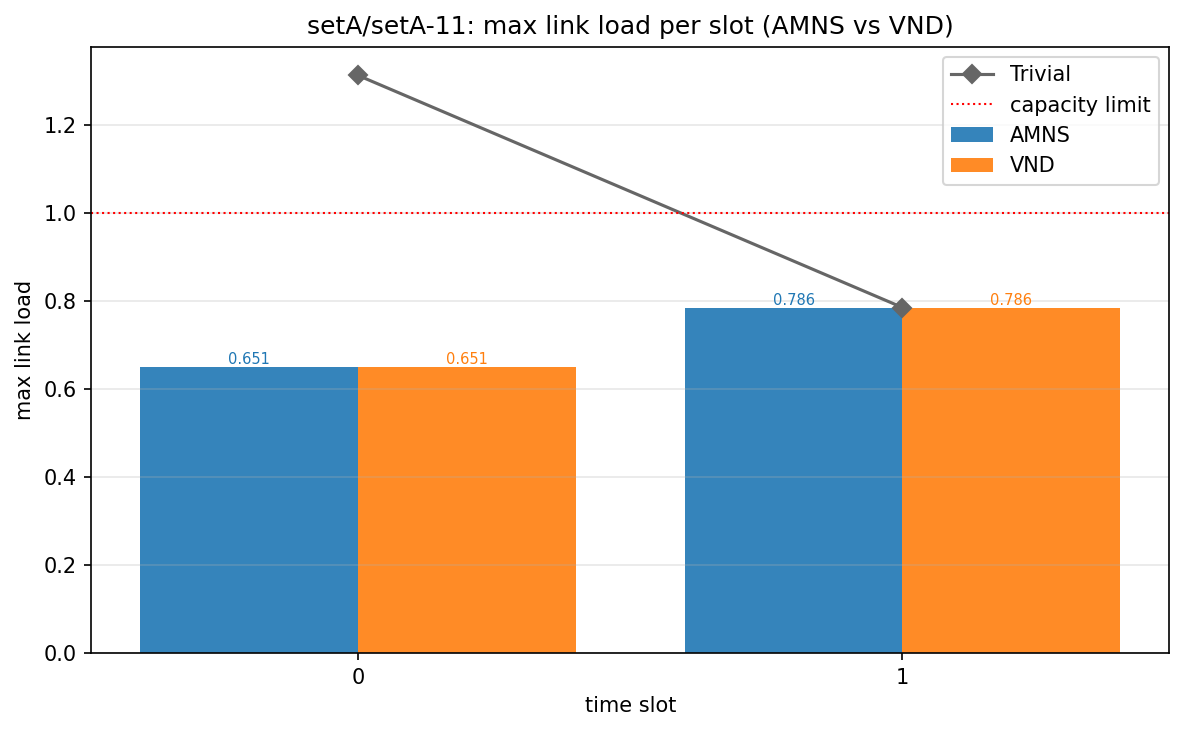 setA/setA-11: max link load per slot (AMNS vs VND)
Trivial
capacity limit
AMNS
VND
max link load
1.2
1.0
0.8
0.6
0.4
0.2
0.0
0.651
0.651
0.786
0.786
0
1
time slot